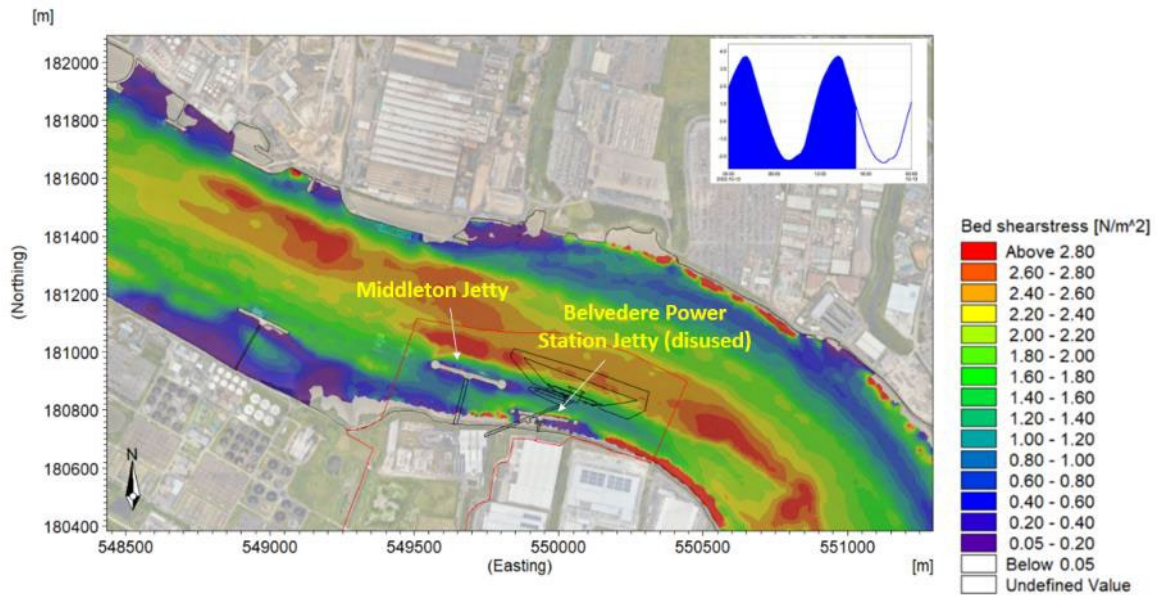 [m]
182000
181800
181600
181400
181200
181000
180800
180600
180400
(Northing)
548500
549000
549500
550000
550500
551000
(Easting)
[m]
N
Middleton Jetty
Belvedere Power
Station Jetty (disused)
Bed shearstress [N/m^2]
Above 2.80
2.60 - 2.80
2.40 - 2.60
2.20 - 2.40
2.00 - 2.20
1.80 - 2.00
1.60 - 1.80
1.40 - 1.60
1.20 - 1.40
1.00 - 1.20
0.80 - 1.00
0.60 - 0.80
0.40 - 0.60
0.20 - 0.40
0.05 - 0.20
Below 0.05
Undefined Value